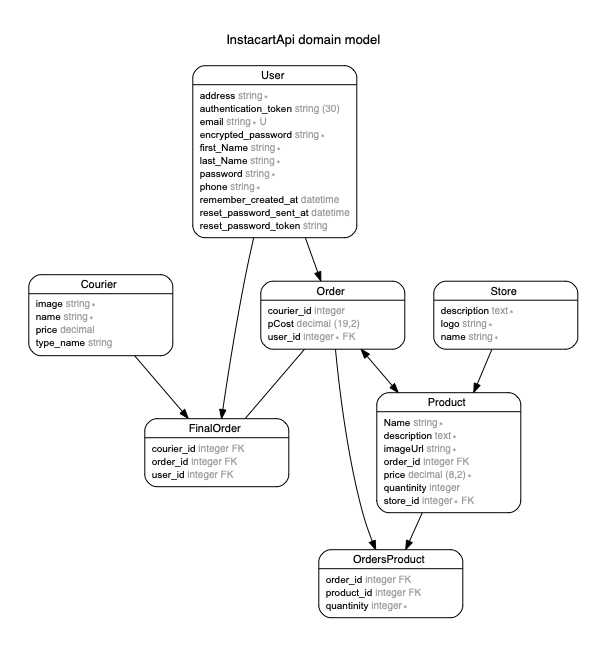 InstacartApi domain model
User
address string *
authentication_token string (30)
email string * U
encrypted_password string *
first_Name string *
last_Name string *
password string *
phone string *
remember_created_at datetime
reset_password_sent_at datetime
reset_password_token string
Courier
image string *
name string *
price decimal
type_name string
Order
courier_id integer
pCost decimal (19,2)
user_id integer * FK
Store
description text *
logo string *
name string *
Product
Name string *
description text *
imageUrl string *
order_id integer FK
price decimal (8,2) *
quantinity integer
store_id integer * FK
FinalOrder
courier_id integer FK
order_id integer FK
user_id integer FK
OrdersProduct
order_id integer FK
product_id integer FK
quantinity integer *